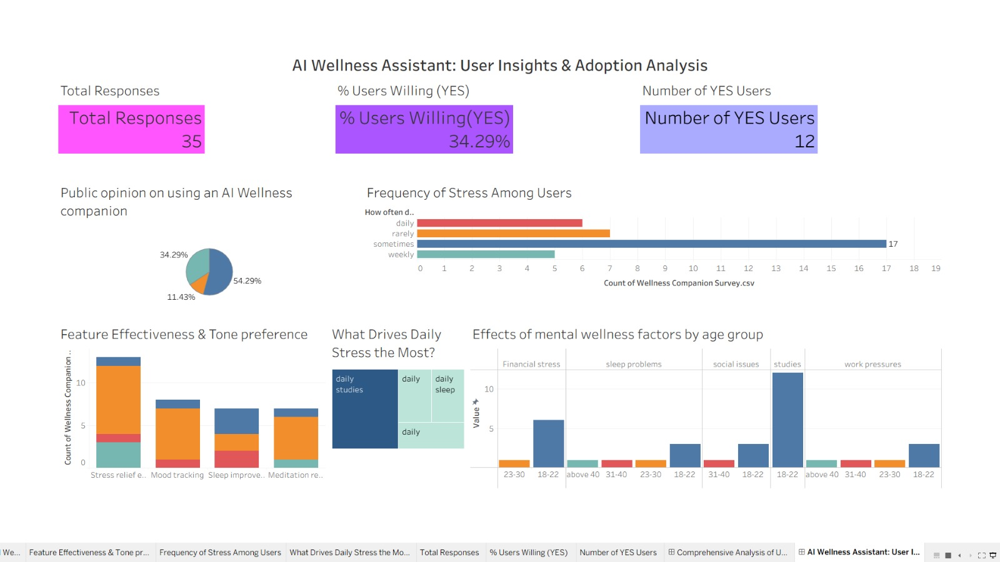 AI Wellness Assistant: User Insights & Adoption Analysis
Total Responses
% Users Willing (YES)
Number of YES Users
Total Responses
35
% Users Willing(YES)
34.29%
Number of YES Users
12
Public opinion on using an AI Wellness
companion
34.29%
54.29%
11.43%
Frequency of Stress Among Users
How often d..
daily
rarely
sometimes
weekly
17
0 1 2 3 4 5 6 7 8 9 10 11 12 13 14 15 16 17 18 19
Count of Wellness Companion Survey.csv
Feature Effectiveness & Tone preference
Count of Wellness Companion ..
10
5
0
Stress relief e.. Mood tracking Sleep improve.. Meditation re..
What Drives Daily
Stress the Most?
daily
studies
daily
daily
sleep
daily
Effects of mental wellness factors by age group
Financial stress sleep problems social issues studies work pressures
Value
10
5
23-30 18-22 above 40 31-40 23-30 18-22 31-40 18-22 18-22 above 40 31-40 23-30 18-22
We... Feature Effectiveness & Tone pr... Frequency of Stress Among Users What Drives Daily Stress the Mo... Total Responses % Users Willing (YES) Number of YES Users Comprehensive Analysis of U... AI Wellness Assistant: User I...